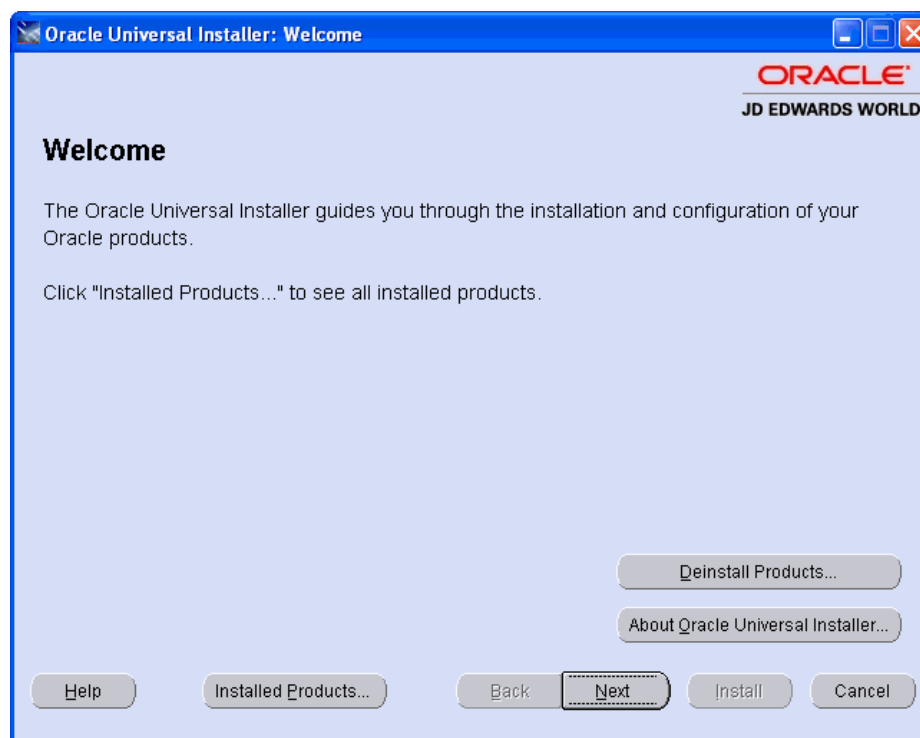 Oracle Universal Installer: Welcome
ORACLE
JD EDWARDS WORLD
Welcome
The Oracle Universal Installer guides you through the installation and configuration of your
Oracle products.
Click "Installed Products..." to see all installed products.
Deinstall Products...
About Oracle Universal Installer...
Help
Installed Products...
Back
Next
Install
Cancel